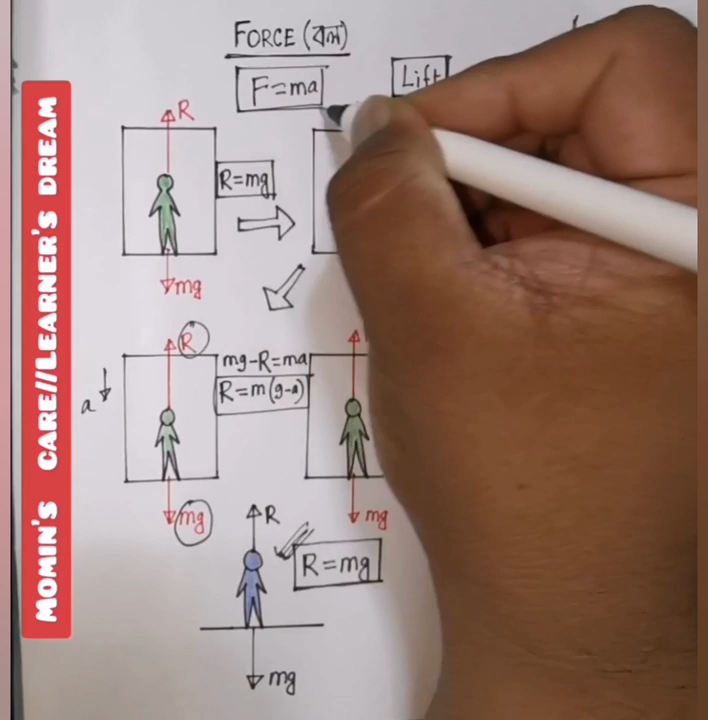 FORCE (বল)
F=ma
Lift
R
R=mg
mg
R
mg-R=ma
R=m(g-a)
a
mg
mg
R
R=mg
mg
MOMIN'S CARE//LEARNER'S DREAM